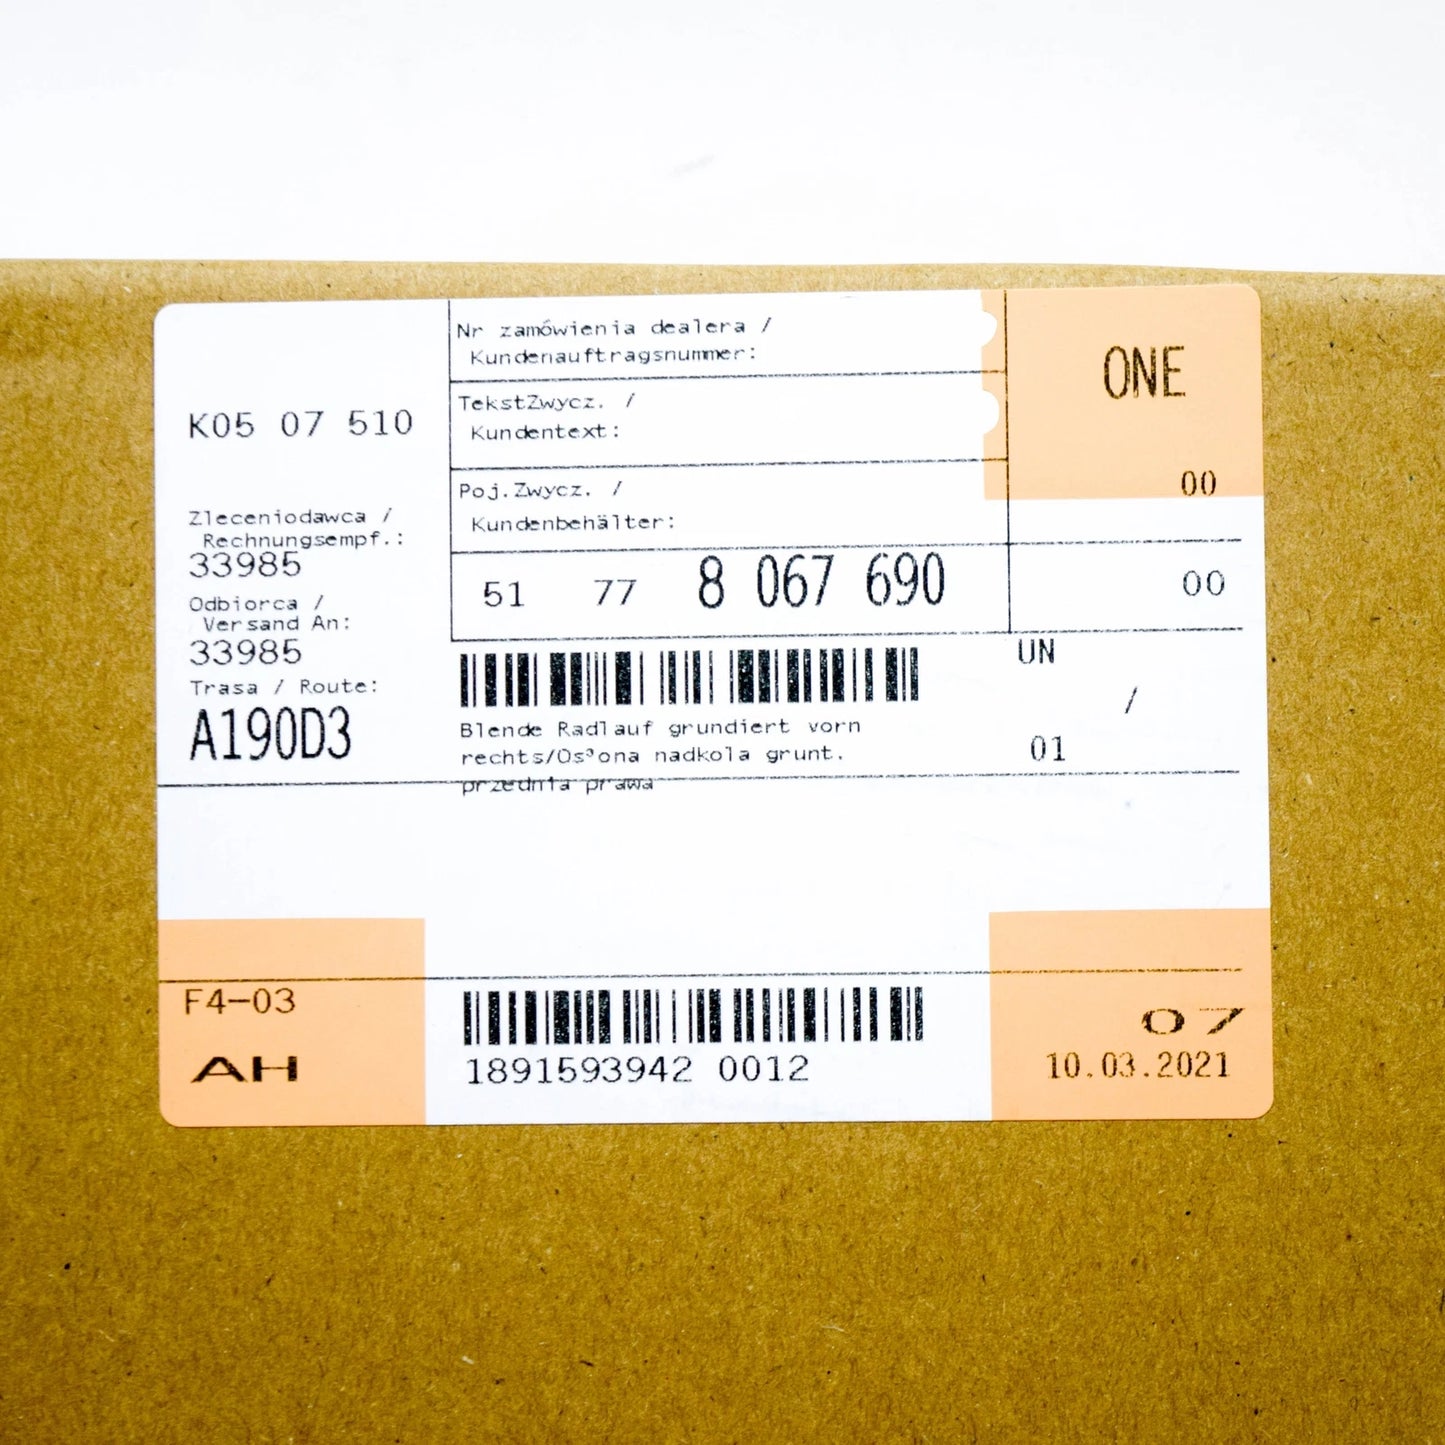 K05 07 510
Zleceniodawca /
Rechnungsempf.:
33985
Odbiorca /
Versand An:
33985
Trasa / Route:
A190D3
Nr zamówienia dealera /
Kundenauftragsnummer:
TekstZwycz. /
Kundentext:
Poj.Zwycz. /
Kundenbehälter:
51 77 8 067 690
Blende Radlauf grundiert vorn
rechts/Os³ona nadkola grunt.
przednia prawa
ONE
00
00
UN
/
01
F4-03
AH
1891593942 0012
07
10.03.2021